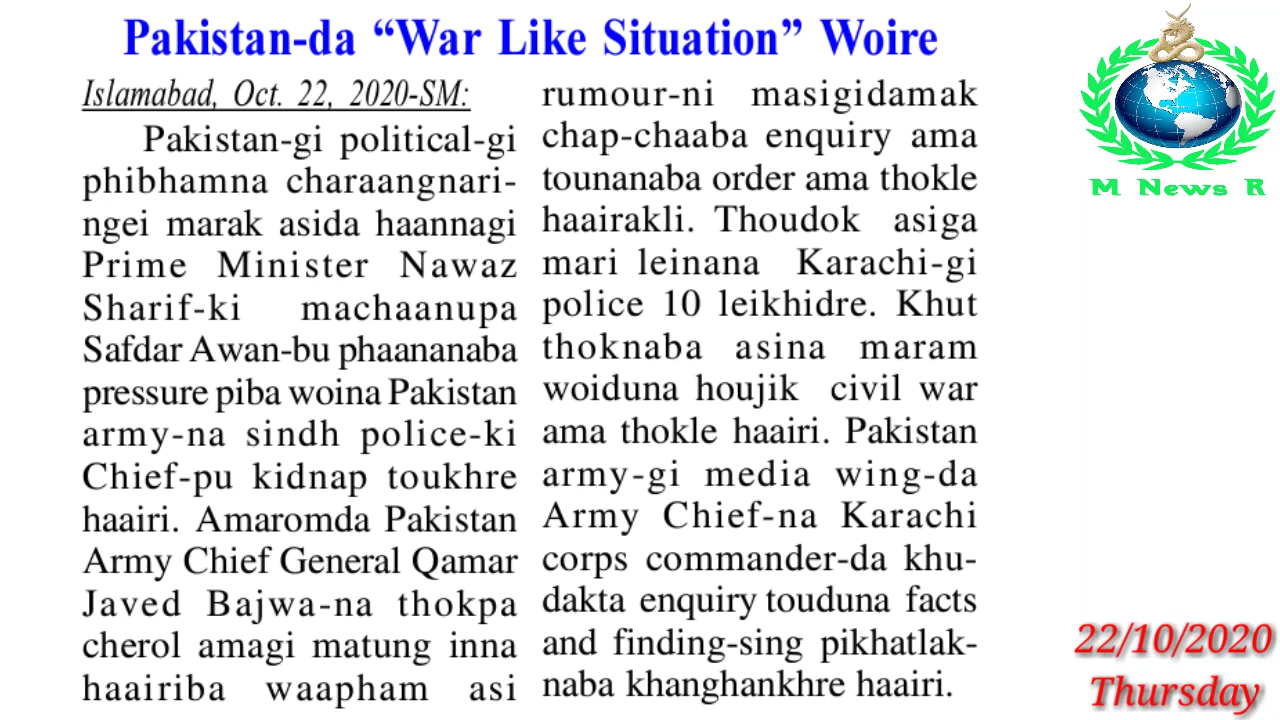 Pakistan-da “War Like Situation” Woire
Islamabad, Oct. 22, 2020-SM:
Pakistan-gi political-gi
phibhamna charaangnari-
ngei marak asida haannagi
Prime Minister Nawaz
Sharif-ki machaanupa
Safdar Awan-bu phaananaba
pressure piba woina Pakistan
army-na sindh police-ki
Chief-pu kidnap toukhre
haairi. Amaromda Pakistan
Army Chief General Qamar
Javed Bajwa-na thokpa
cherol amagi matung inna
haairiba waapham asi
rumour-ni masigidamak
chap-chaaba enquiry ama
tounanaba order ama thokle
haairakli. Thoudok asiga
mari leinana Karachi-gi
police 10 leikhidre. Khut
thoknaba asina maram
woiduna houjik civil war
ama thokle haairi. Pakistan
army-gi media wing-da
Army Chief-na Karachi
corps commander-da khu-
dakta enquiry touduna facts
and finding-sing pikhatlak-
naba khanghankhre haairi.
M News R
22/10/2020
Thursday